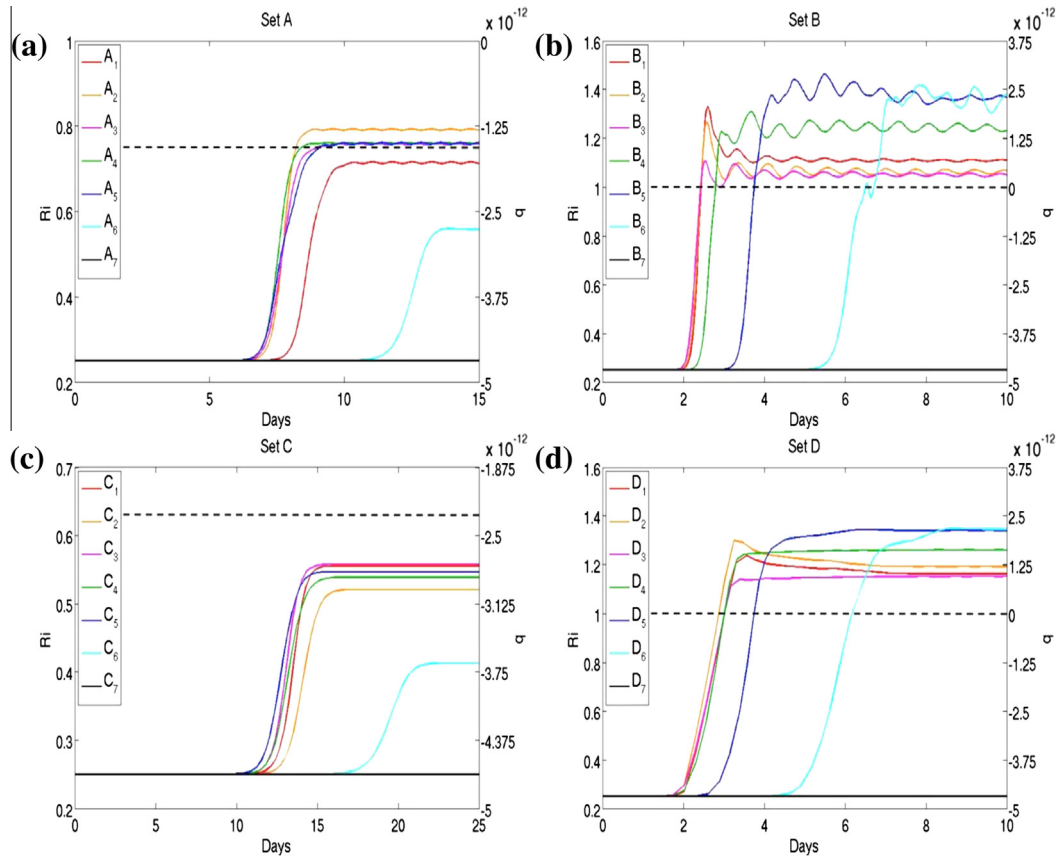 (a)
Set A
x 10^-12
1
0.8
0.6
0.4
0.2
0
-1.25
-2.5
-3.75
-5
Ri
q
A1
A2
A3
A4
A5
A6
A7
0 5 10 15
Days
(b)
Set B
x 10^-12
1.6
1.4
1.2
1
0.8
0.6
0.4
0.2
3.75
2.5
1.25
0
-1.25
-2.5
-3.75
-5
Ri
q
B1
B2
B3
B4
B5
B6
B7
0 2 4 6 8 10
Days
(c)
Set C
x 10^-12
0.7
0.6
0.5
0.4
0.3
0.2
-1.875
-2.5
-3.125
-3.75
-4.375
-5
Ri
q
C1
C2
C3
C4
C5
C6
C7
0 5 10 15 20 25
Days
(d)
Set D
x 10^-12
1.6
1.4
1.2
1
0.8
0.6
0.4
0.2
3.75
2.5
1.25
0
-1.25
-2.5
-3.75
-5
Ri
q
D1
D2
D3
D4
D5
D6
D7
0 2 4 6 8 10
Days